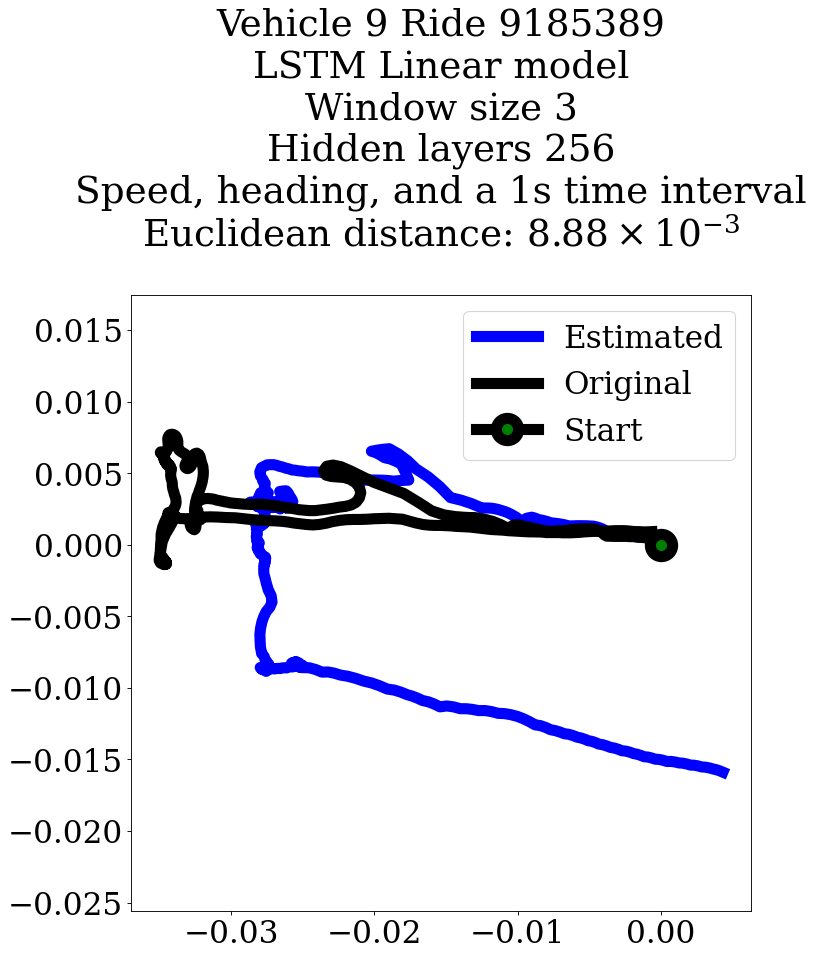 Vehicle 9 Ride 9185389
LSTM Linear model
Window size 3
Hidden layers 256
Speed, heading, and a 1s time interval
Euclidean distance: 8.88 × 10⁻³
Estimated
Original
Start
0.015
0.010
0.005
0.000
−0.005
−0.010
−0.015
−0.020
−0.025
−0.03
−0.02
−0.01
0.00